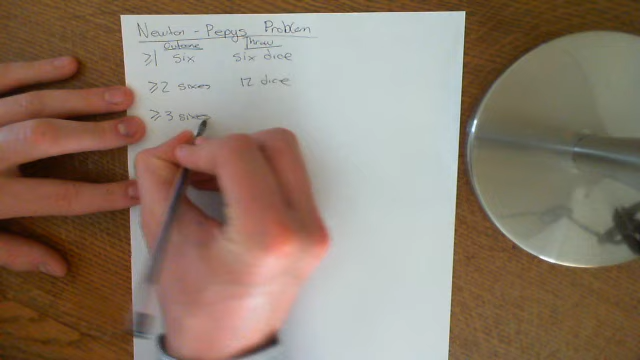 Newton - Pepys Problem
Outcome Throw
≥1 six six dice
≥2 sixes 12 dice
≥3 sixes